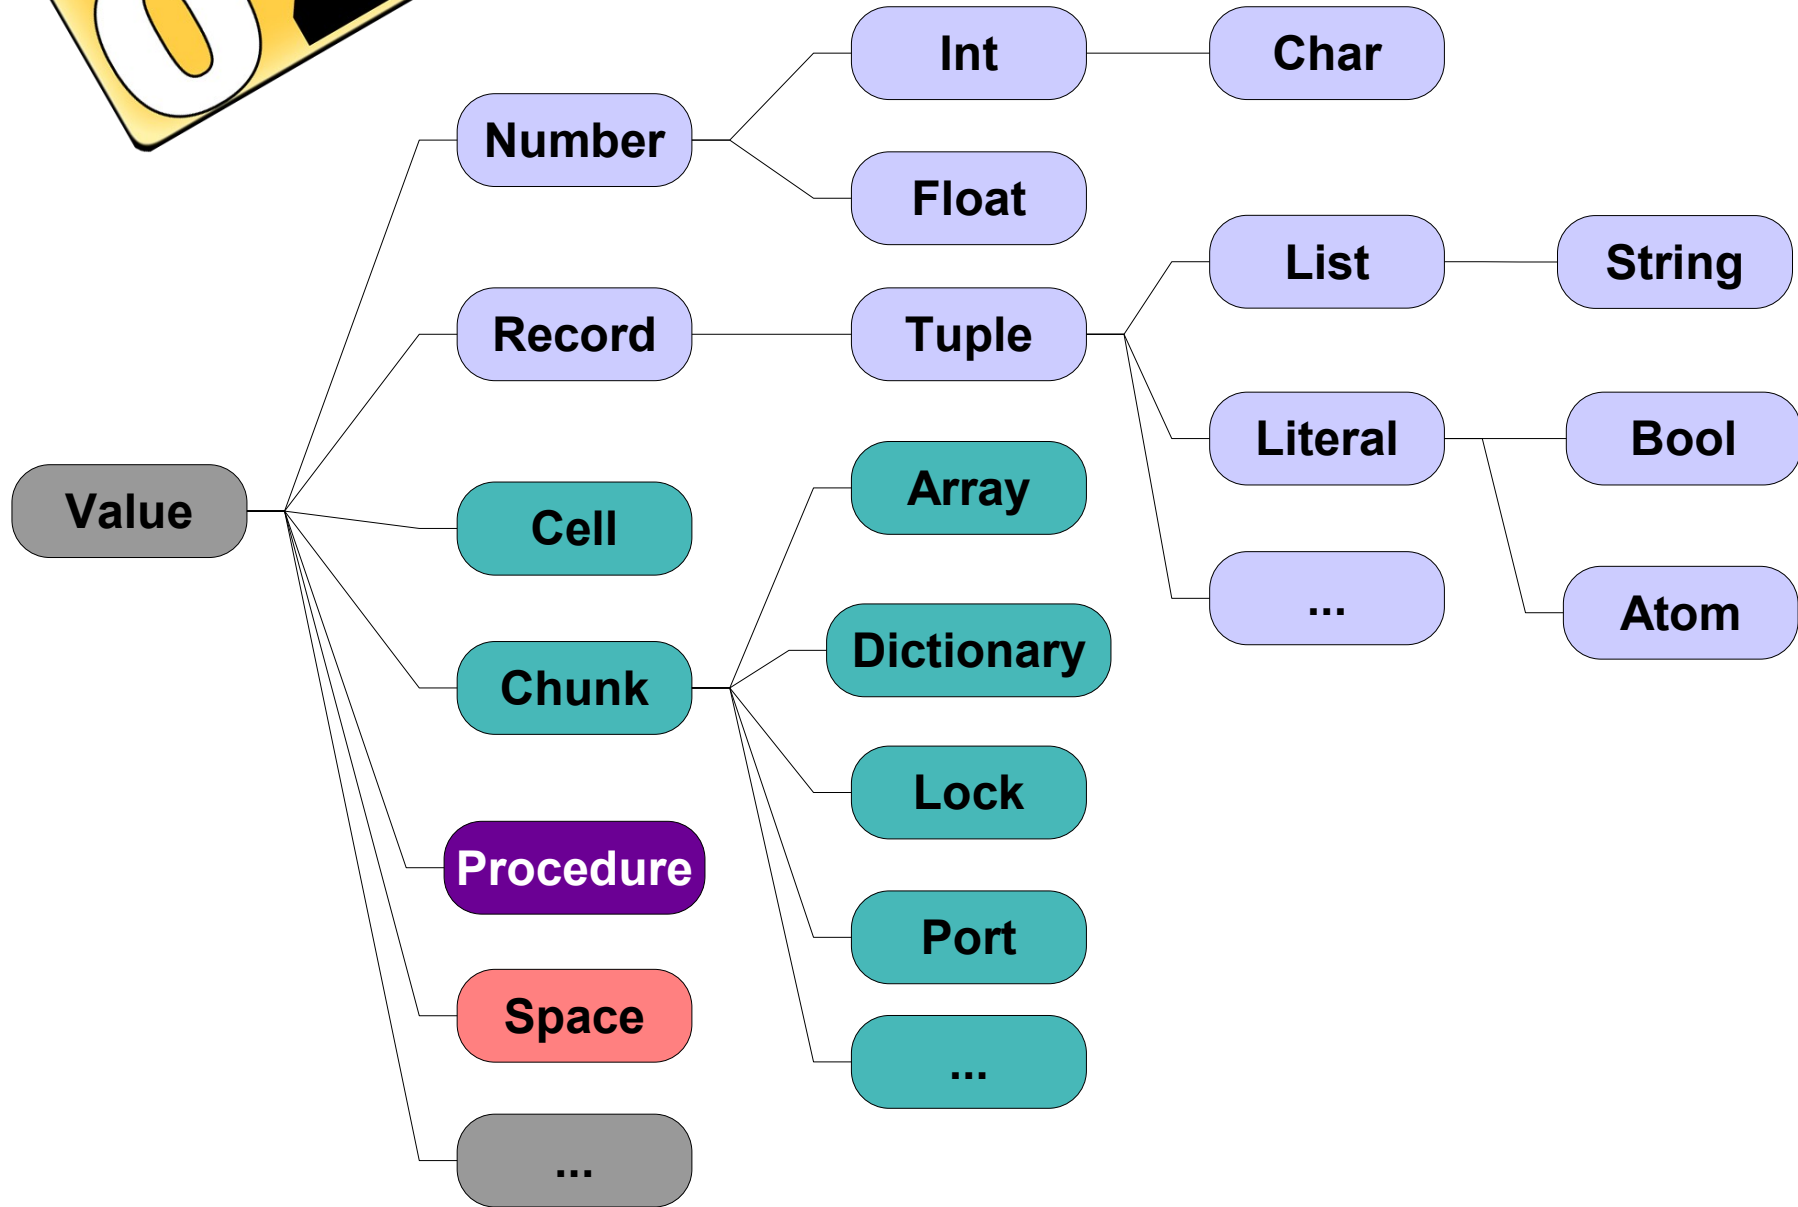 Int
Char
Number
Float
List
String
Record
Tuple
Literal
Bool
Array
Value
Cell
...
Atom
Dictionary
Chunk
Lock
Procedure
Port
Space
...
...